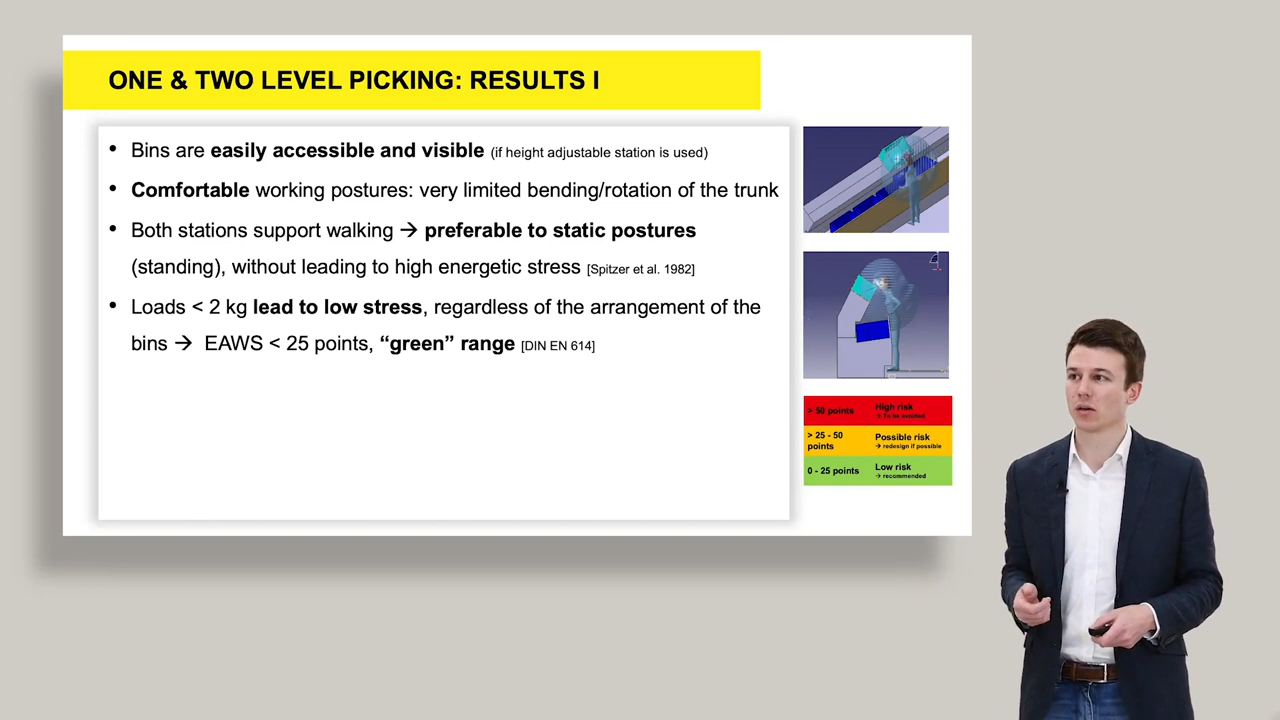 ONE & TWO LEVEL PICKING: RESULTS I
• Bins are easily accessible and visible (if height adjustable station is used)
• Comfortable working postures: very limited bending/rotation of the trunk
• Both stations support walking → preferable to static postures
(standing), without leading to high energetic stress [Spitzer et al. 1982]
• Loads < 2 kg lead to low stress, regardless of the arrangement of the
bins → EAWS < 25 points, “green” range [DIN EN 614]
> 50 points High risk
→ To be avoided
> 25 - 50
points
Possible risk
→ redesign if possible
0 - 25 points Low risk
→ recommended